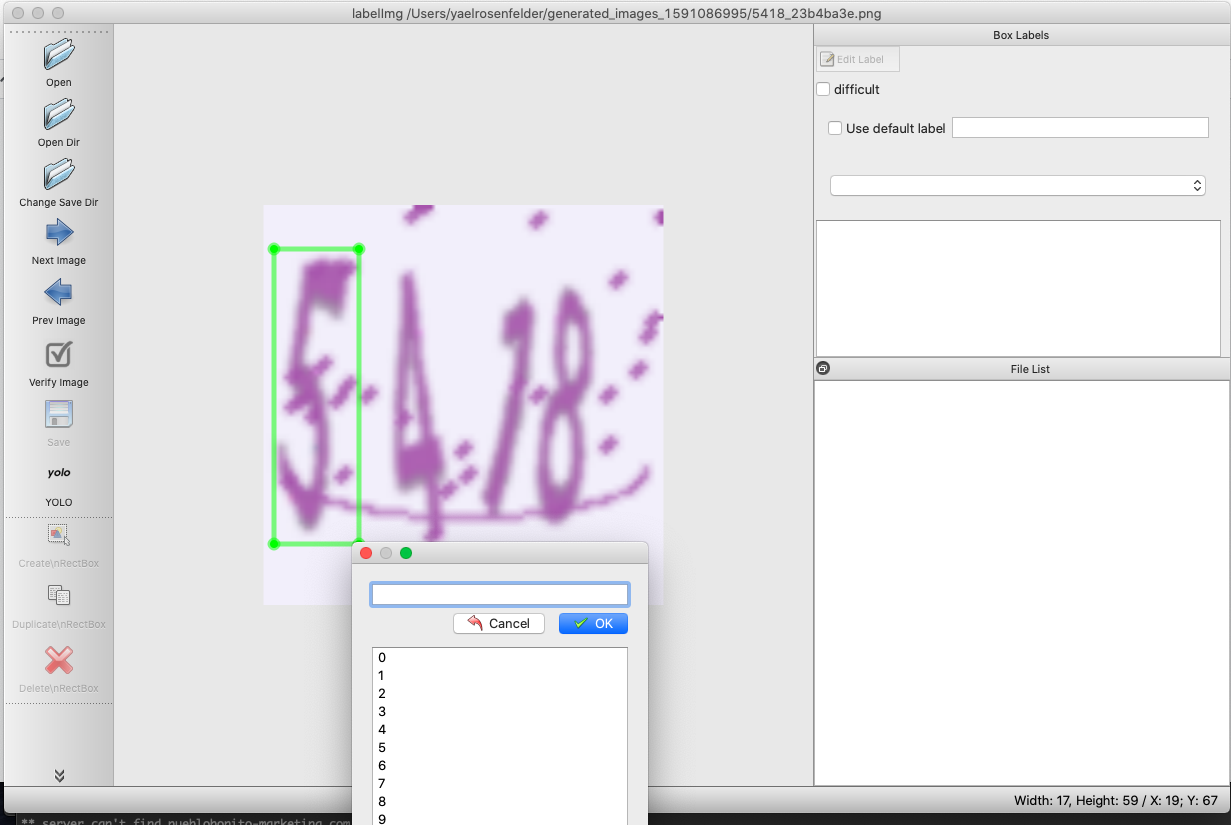 labelImg /Users/yaelrosenfelder/generated_images_1591086995/5418_23b4ba3e.png
Open
Open Dir
Change Save Dir
Next Image
Prev Image
Verify Image
Save
yolo
YOLO
Create\nRectBox
Duplicate\nRectBox
Delete\nRectBox
5418
Cancel
OK
0
1
2
3
4
5
6
7
8
9
Box Labels
Edit Label
difficult
Use default label
File List
Width: 17, Height: 59 / X: 19; Y: 67
** server can't find pueblobonito-marketing.com